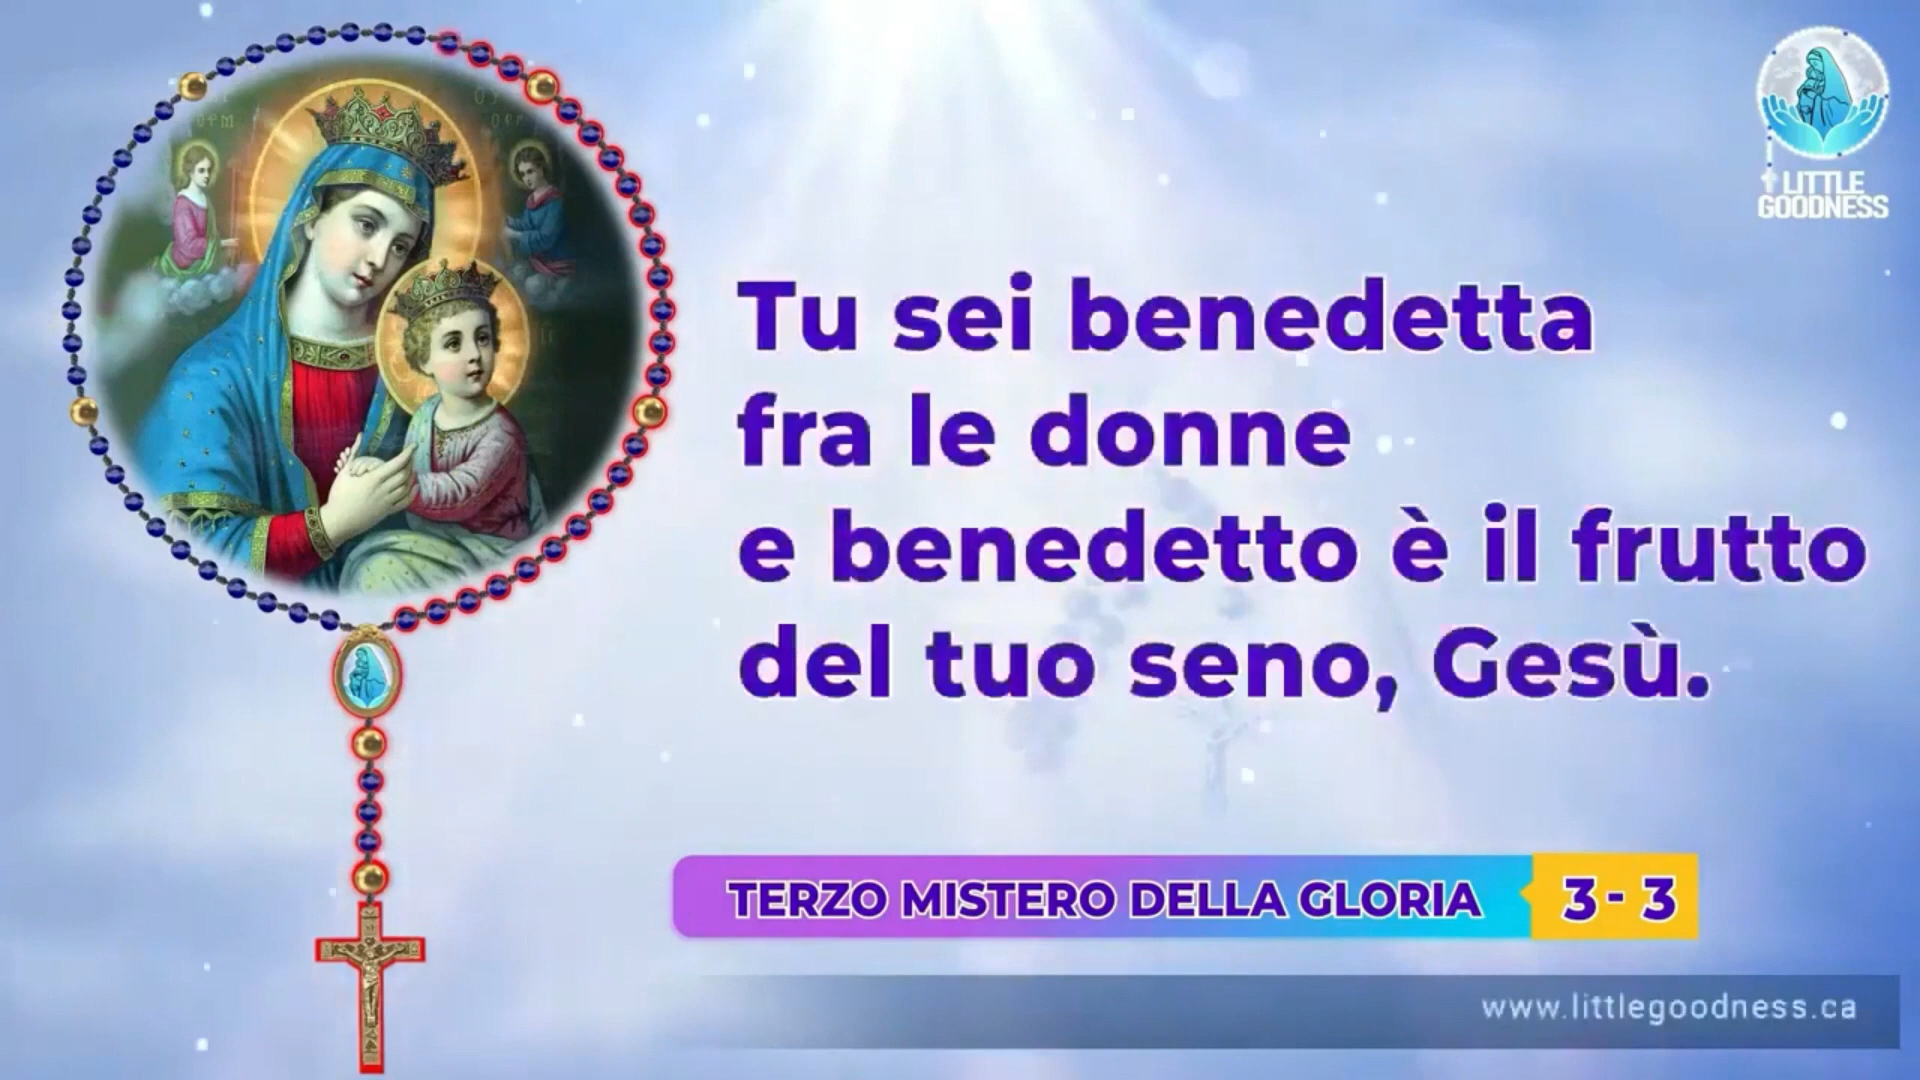 LITTLE
GOODNESS
Tu sei benedetta
fra le donne
e benedetto è il frutto
del tuo seno, Gesù.
TERZO MISTERO DELLA GLORIA
3 - 3
www.littlegoodness.ca